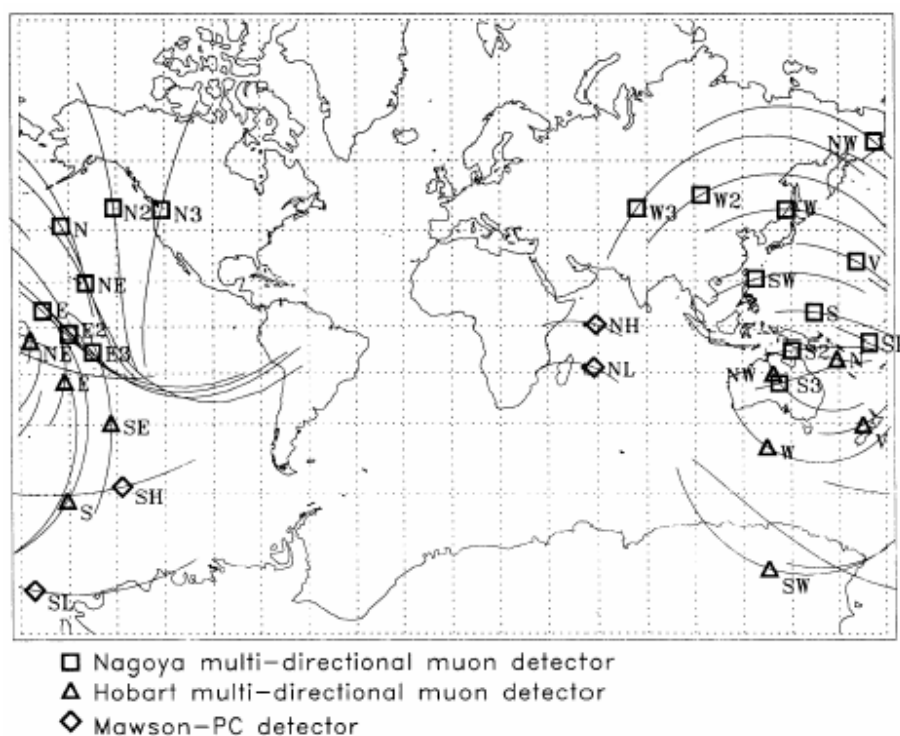 NW
N2 N3 W3 W2 W
N
V
NE SW
E NH S
E2 SE
NE E3 S2 N
E NL NW S3
SE V
W
SH
S
SW
SL
Nagoya multi-directional muon detector
Hobart multi-directional muon detector
Mawson-PC detector